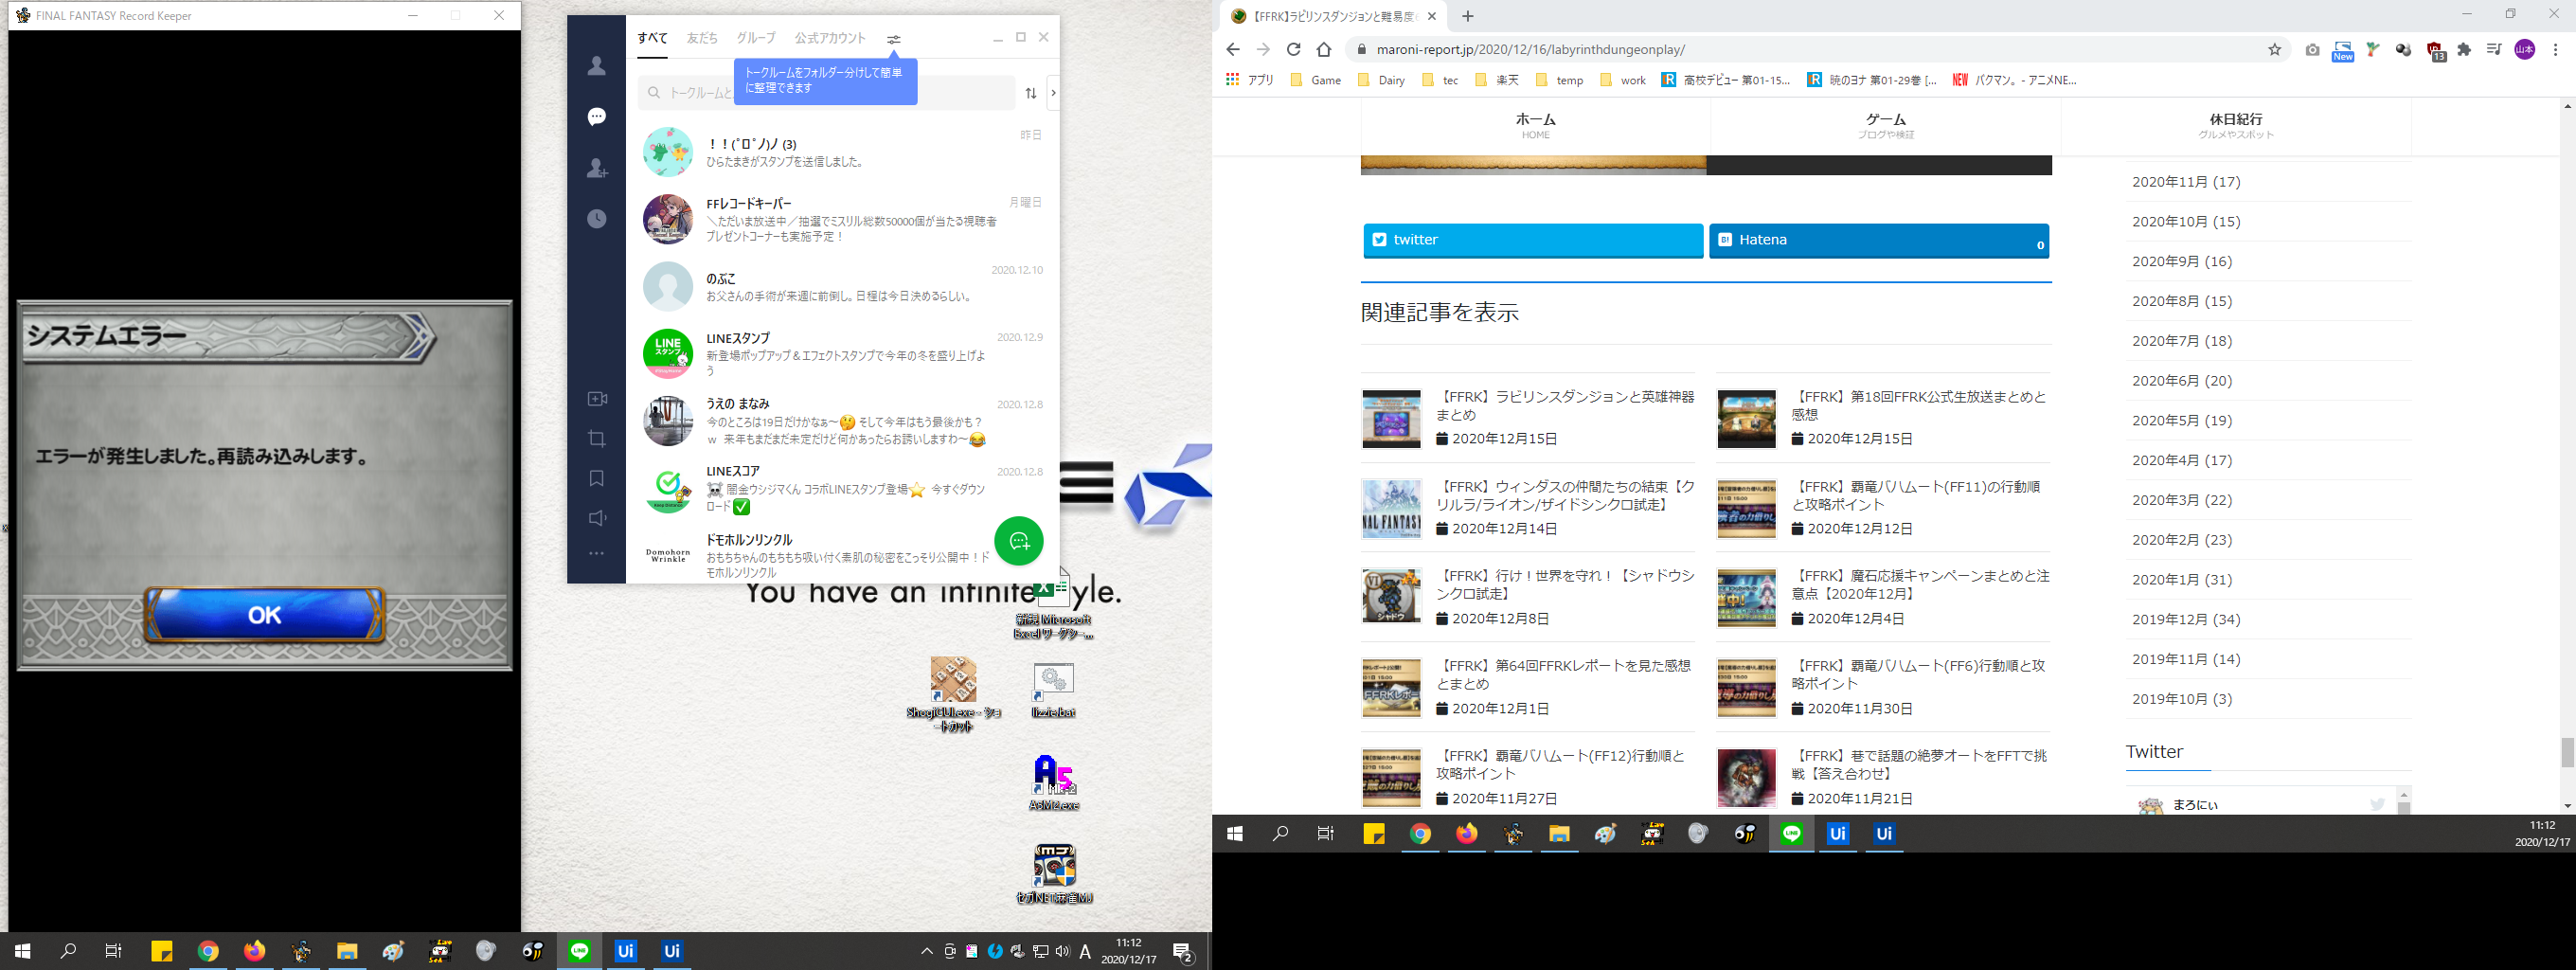 FINAL FANTASY Record Keeper
システムエラー
エラーが発生しました。再読み込みします。
OK
すべて
友だち
グループ
公式アカウント
トークルームをフォルダー分けして簡単
に整理できます
トークルームと
！！(ﾟﾛﾟノ)ノ (3)
昨日
ひらたまきがスタンプを送信しました。
FFレコードキーパー
月曜日
＼ただいま放送中／抽選でミスリル総数50000個が当たる視聴者
プレゼントコーナーも実施予定！
のぶこ
2020.12.10
お父さんの手術が来週に前倒し。日程は今日決めるらしい。
LINEスタンプ
2020.12.9
新登場ポップアップ＆エフェクトスタンプで今年の冬を盛り上げよ
う
うえの まなみ
2020.12.8
今のところは19日だけかなぁ〜🤔 そして今年はもう最後かも？
w 来年もまだまだ未定だけど何かあったらお誘いしますわ〜😂
LINEスコア
2020.12.8
☠ 闇金ウシジマくん コラボLINEスタンプ登場⭐ 今すぐダウン
ロード✅
ドモホルンリンクル
おもちちゃんのもちもち吸い付く素肌の秘密をこっそり公開中！ド
モホルンリンクル
LINE
スタンプ
Domohorn
Wrinkle
You have an infinite
yle.
新規 Microsoft
Excel ワークシー...
ShogiGUI.exe - ショ
ートカット
lizzie.bat
A5M2.exe
セガNET麻雀MJ
11:12
2020/12/17
A
2
【FFRK】ラビリンスダンジョンと難易度
maroni-report.jp/2020/12/16/labyrinthdungeonplay/
New
13
山本
アプリ
Game
Dairy
tec
楽天
temp
work
高校デビュー 第01-15...
暁のヨナ 第01-29巻 [...
バクマン。 - アニメNE...
ホーム
HOME
ゲーム
ブログや検証
休日紀行
グルメやスポット
twitter
Hatena
0
関連記事を表示
【FFRK】ラビリンスダンジョンと英雄神器
まとめ
2020年12月15日
【FFRK】第18回FFRK公式生放送まとめと
感想
2020年12月15日
【FFRK】ウィンダスの仲間たちの結束【ク
リルラ/ライオン/ザイドシンクロ試走】
2020年12月14日
【FFRK】覇竜バハムート(FF11)の行動順
と攻略ポイント
2020年12月12日
【FFRK】行け！世界を守れ！【シャドウシ
ンクロ試走】
2020年12月8日
【FFRK】魔石応援キャンペーンまとめと注
意点【2020年12月】
2020年12月4日
【FFRK】第64回FFRKレポートを見た感想
とまとめ
2020年12月1日
【FFRK】覇竜バハムート(FF6)行動順と攻
略ポイント
2020年11月30日
【FFRK】覇竜バハムート(FF12)行動順と
攻略ポイント
2020年11月27日
【FFRK】巷で話題の絶夢オートをFFTで挑
戦【答え合わせ】
2020年11月21日
2020年11月 (17)
2020年10月 (15)
2020年9月 (16)
2020年8月 (15)
2020年7月 (18)
2020年6月 (20)
2020年5月 (19)
2020年4月 (17)
2020年3月 (22)
2020年2月 (23)
2020年1月 (31)
2019年12月 (34)
2019年11月 (14)
2019年10月 (3)
Twitter
まろにぃ
11:12
2020/12/17